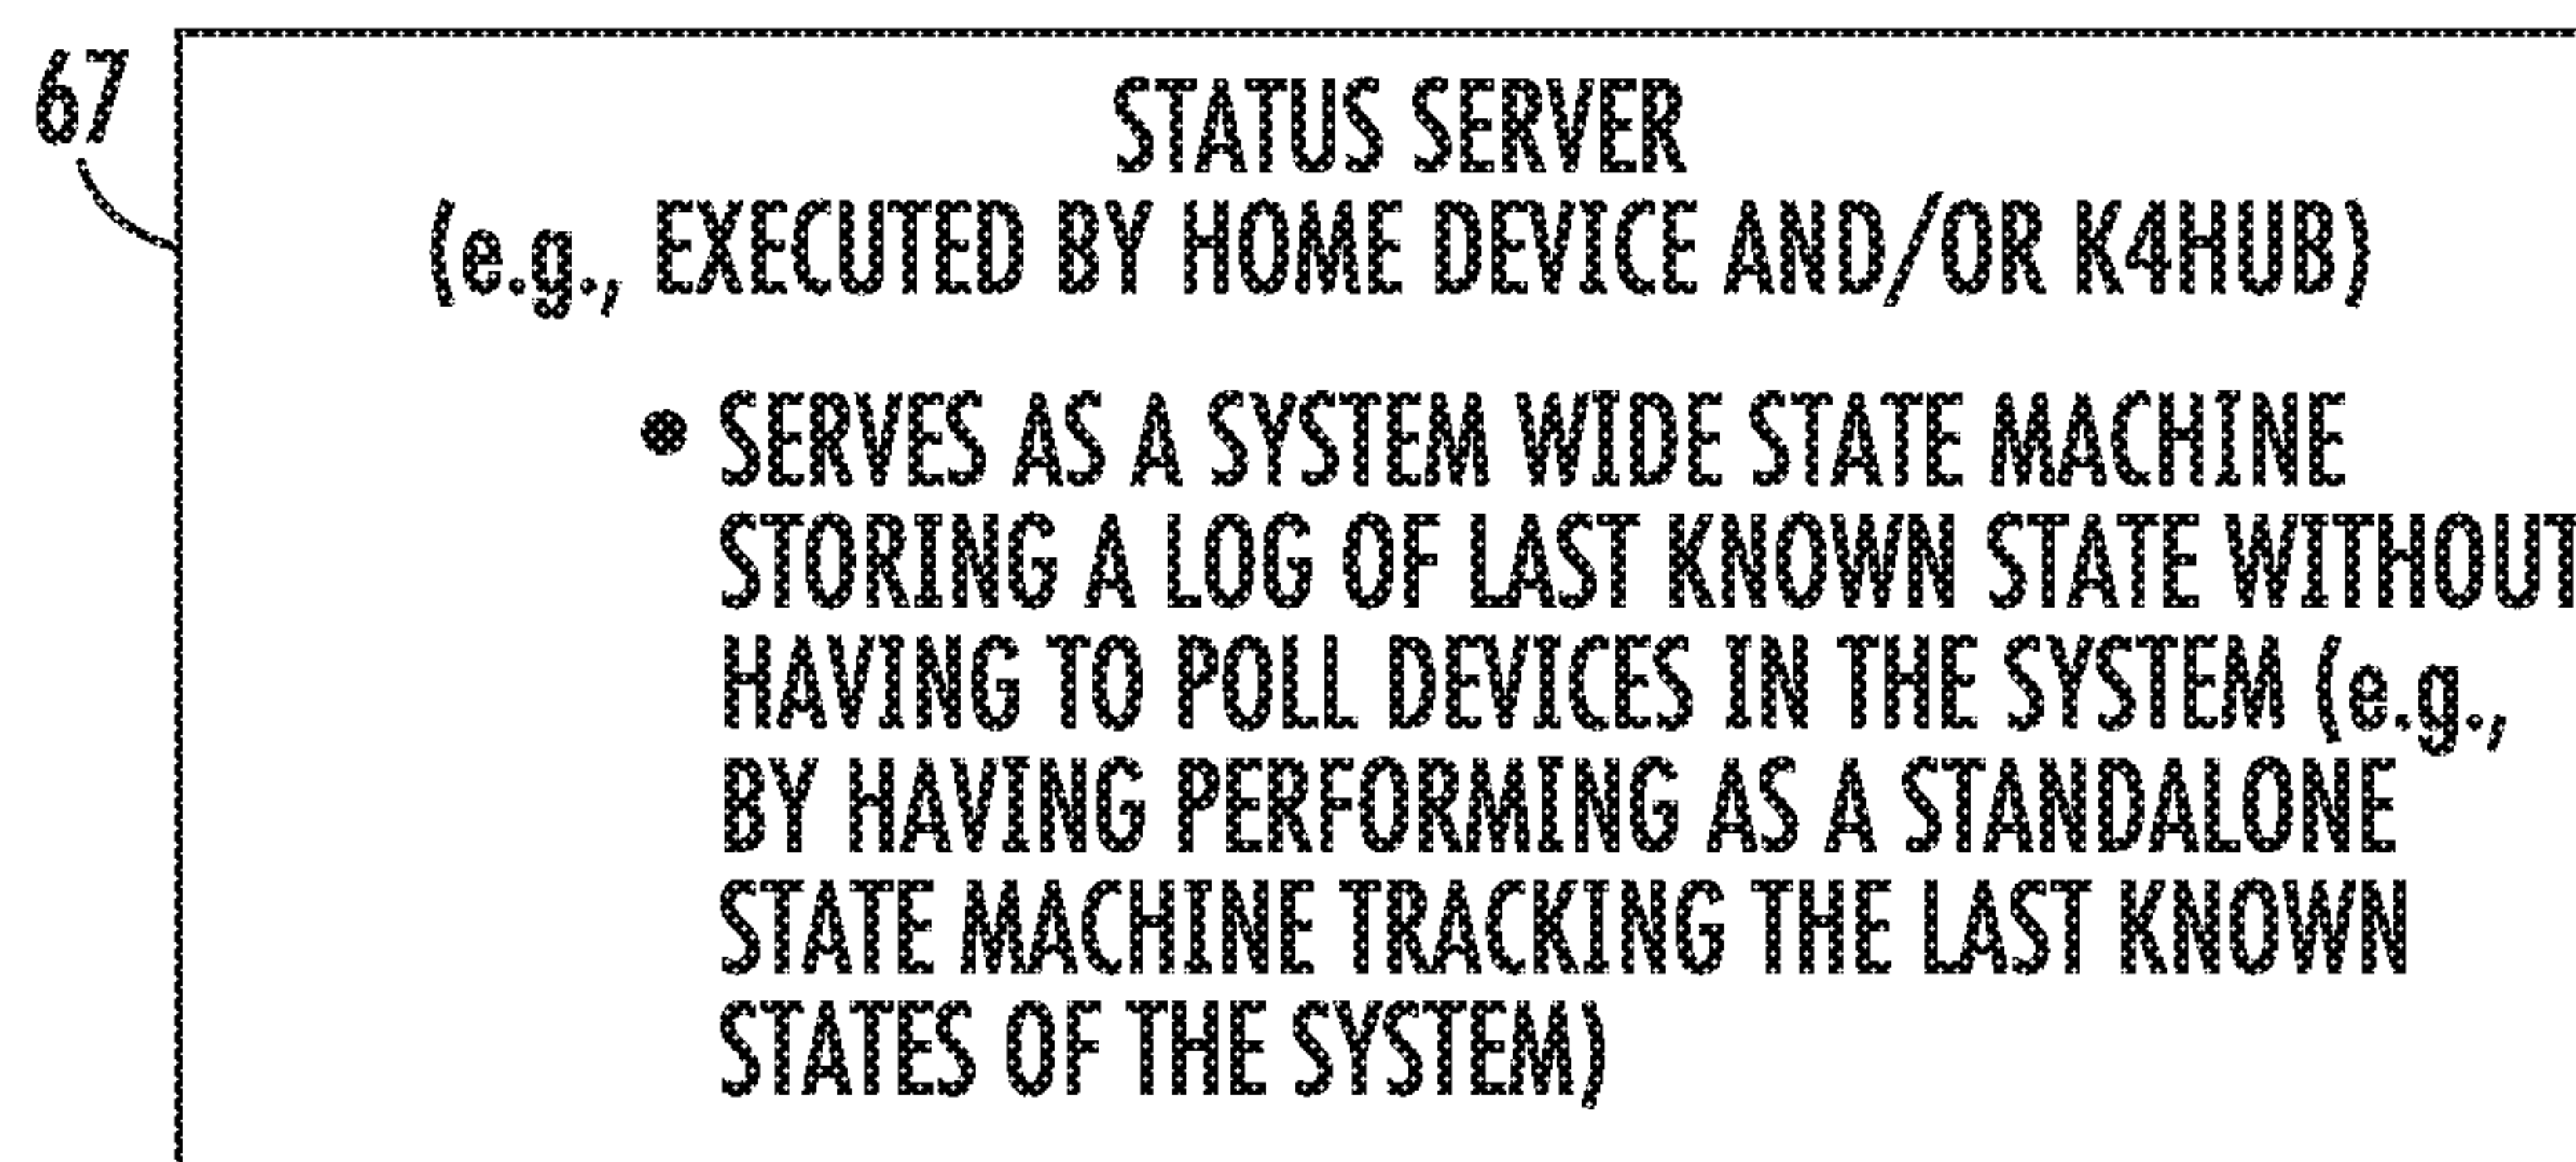 67
STATUS SERVER
(e.g., EXECUTED BY HOME DEVICE AND/OR K4HUB)
• SERVES AS A SYSTEM WIDE STATE MACHINE
STORING A LOG OF LAST KNOWN STATE WITHOUT
HAVING TO POLL DEVICES IN THE SYSTEM (e.g.,
BY HAVING PERFORMING AS A STANDALONE
STATE MACHINE TRACKING THE LAST KNOWN
STATES OF THE SYSTEM)